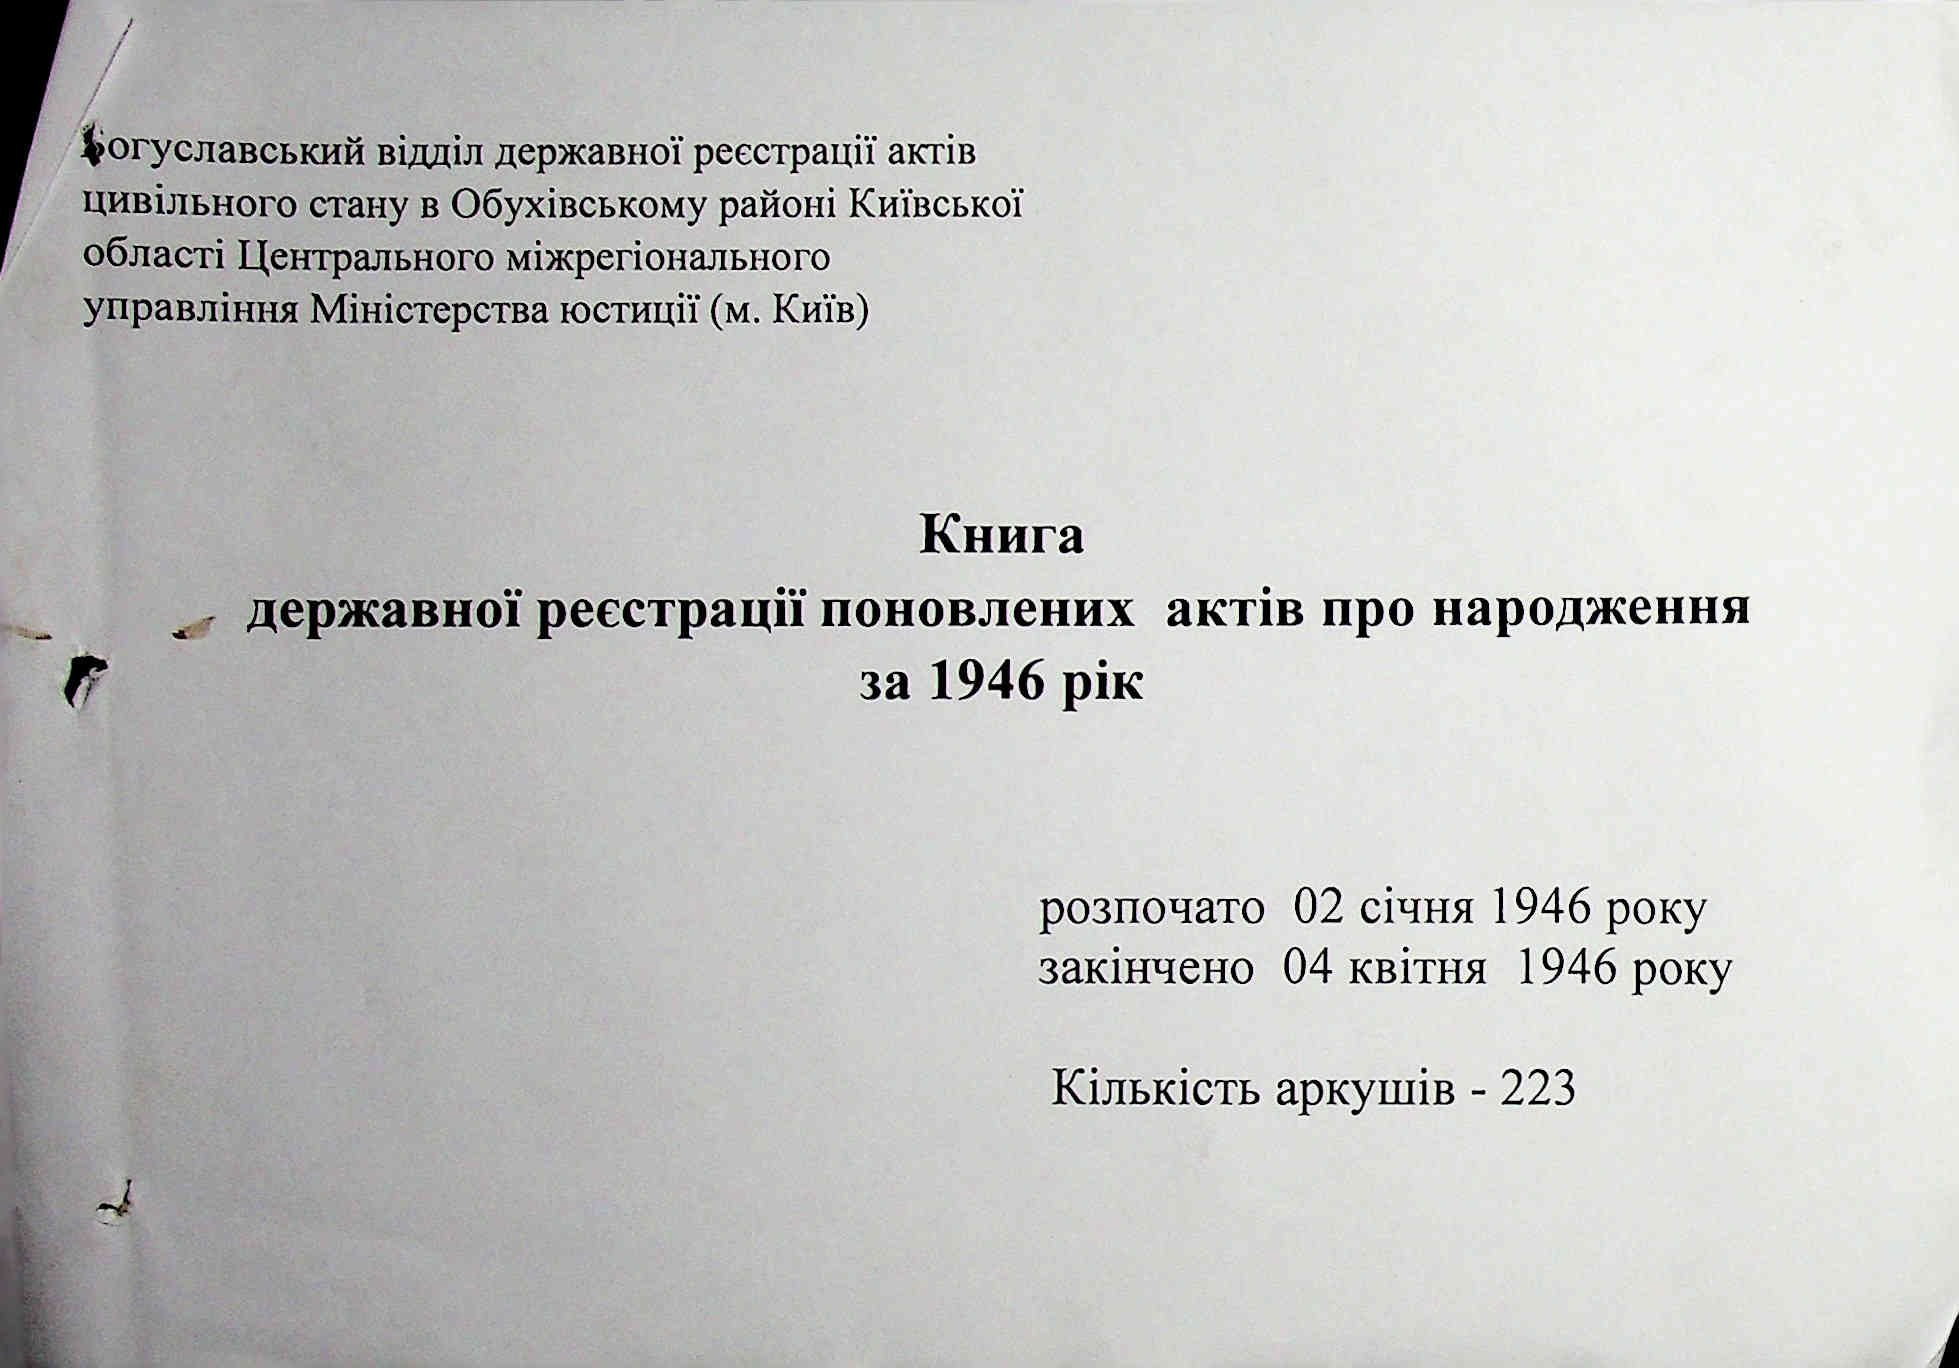 Богуславський відділ державної реєстрації актів
цивільного стану в Обухівському районі Київської
області Центрального міжрегіонального
управління Міністерства юстиції (м. Київ)
Книга
державної реєстрації поновлених актів про народження
за 1946 рік
розпочато 02 січня 1946 року
закінчено 04 квітня 1946 року
Кількість аркушів - 223